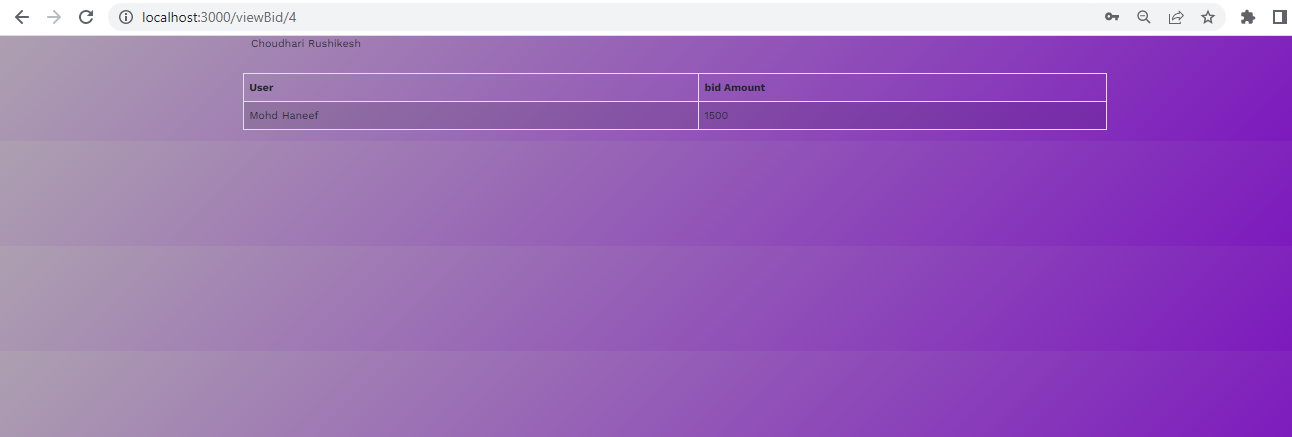 localhost:3000/viewBid/4
Choudhari Rushikesh
User bid Amount
Mohd Haneef 1500